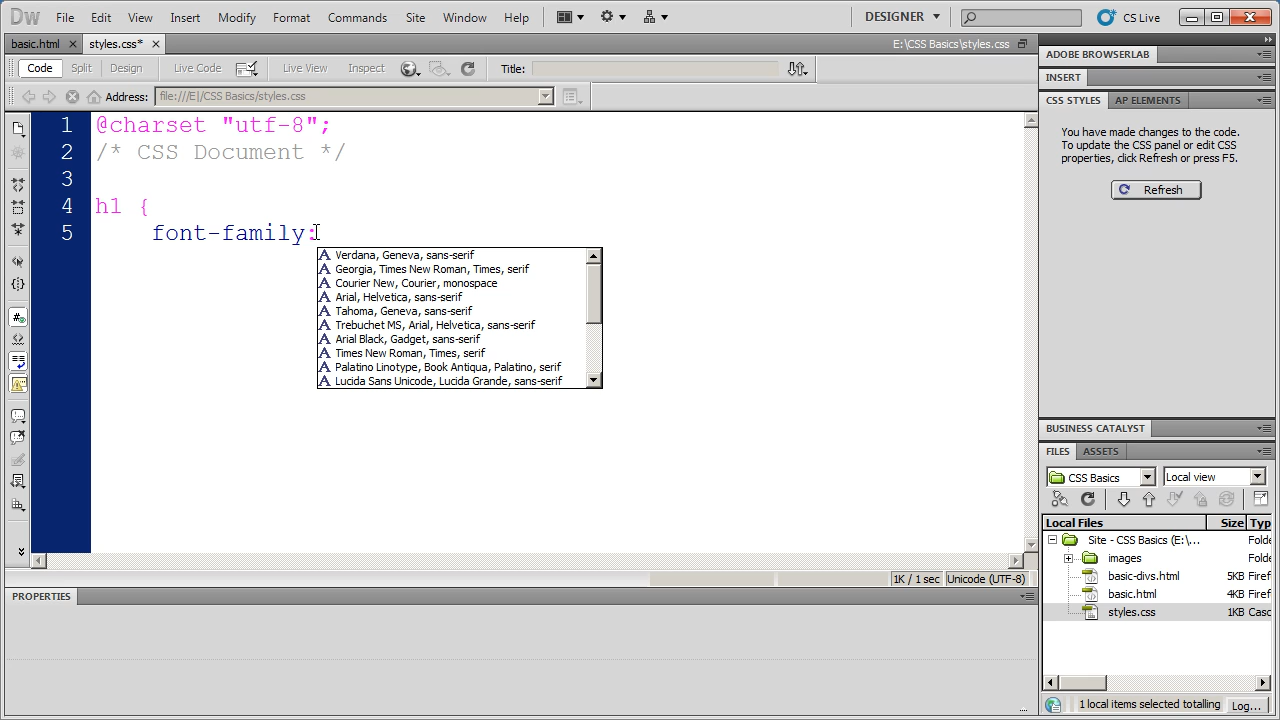 Dw File Edit View Insert Modify Format Commands Site Window Help DESIGNER CS Live
basic.html styles.css* E:\CSS Basics\styles.css
Code Split Design Live Code Live View Inspect Title:
Address: file:///E|/CSS Basics/styles.css
1 @charset "utf-8";
2 /* CSS Document */
3
4 h1 {
5 font-family:
Verdana, Geneva, sans-serif
Georgia, Times New Roman, Times, serif
Courier New, Courier, monospace
Arial, Helvetica, sans-serif
Tahoma, Geneva, sans-serif
Trebuchet MS, Arial, Helvetica, sans-serif
Arial Black, Gadget, sans-serif
Times New Roman, Times, serif
Palatino Linotype, Book Antiqua, Palatino, serif
Lucida Sans Unicode, Lucida Grande, sans-serif
1K / 1 sec Unicode (UTF-8)
PROPERTIES
ADOBE BROWSERLAB
INSERT
CSS STYLES AP ELEMENTS
You have made changes to the code.
To update the CSS panel or edit CSS
properties, click Refresh or press F5.
Refresh
BUSINESS CATALYST
FILES ASSETS
CSS Basics Local view
Local Files Size Typ
Site - CSS Basics (E:\... Folde
images Folde
basic-divs.html 5KB Firef
basic.html 4KB Firef
styles.css 1KB Casc
1 local items selected totalling Log...